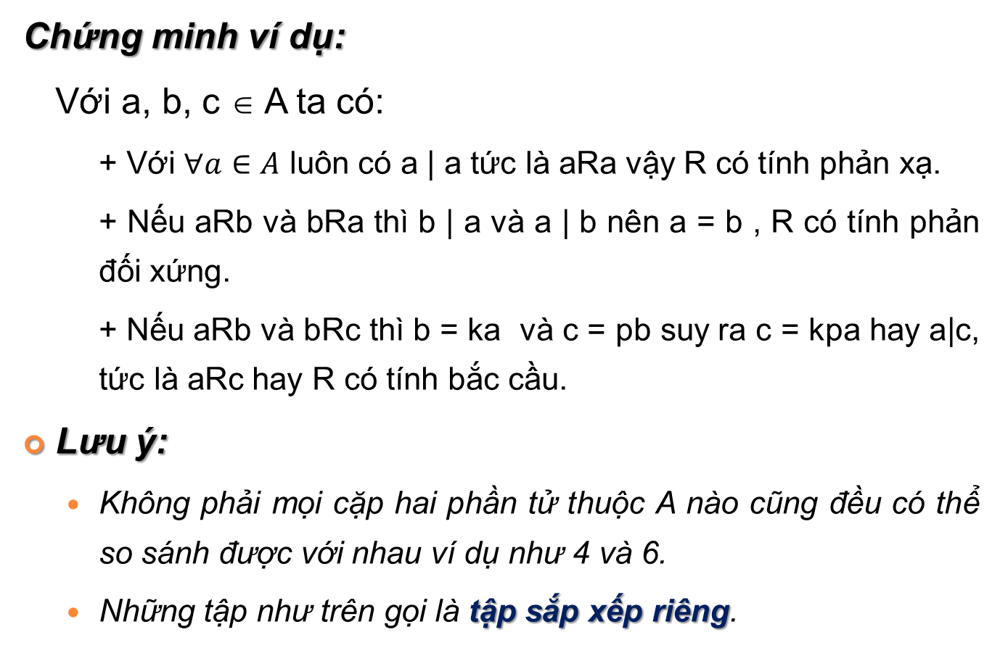 Chứng minh ví dụ:
Với a, b, c ∈ A ta có:
+ Với ∀𝑎 ∈ 𝐴 luôn có a | a tức là aRa vậy R có tính phản xạ.
+ Nếu aRb và bRa thì b | a và a | b nên a = b , R có tính phản
đối xứng.
+ Nếu aRb và bRc thì b = ka và c = pb suy ra c = kpa hay a|c,
tức là aRc hay R có tính bắc cầu.
Lưu ý:
Không phải mọi cặp hai phần tử thuộc A nào cũng đều có thể
so sánh được với nhau ví dụ như 4 và 6.
Những tập như trên gọi là tập sắp xếp riêng.